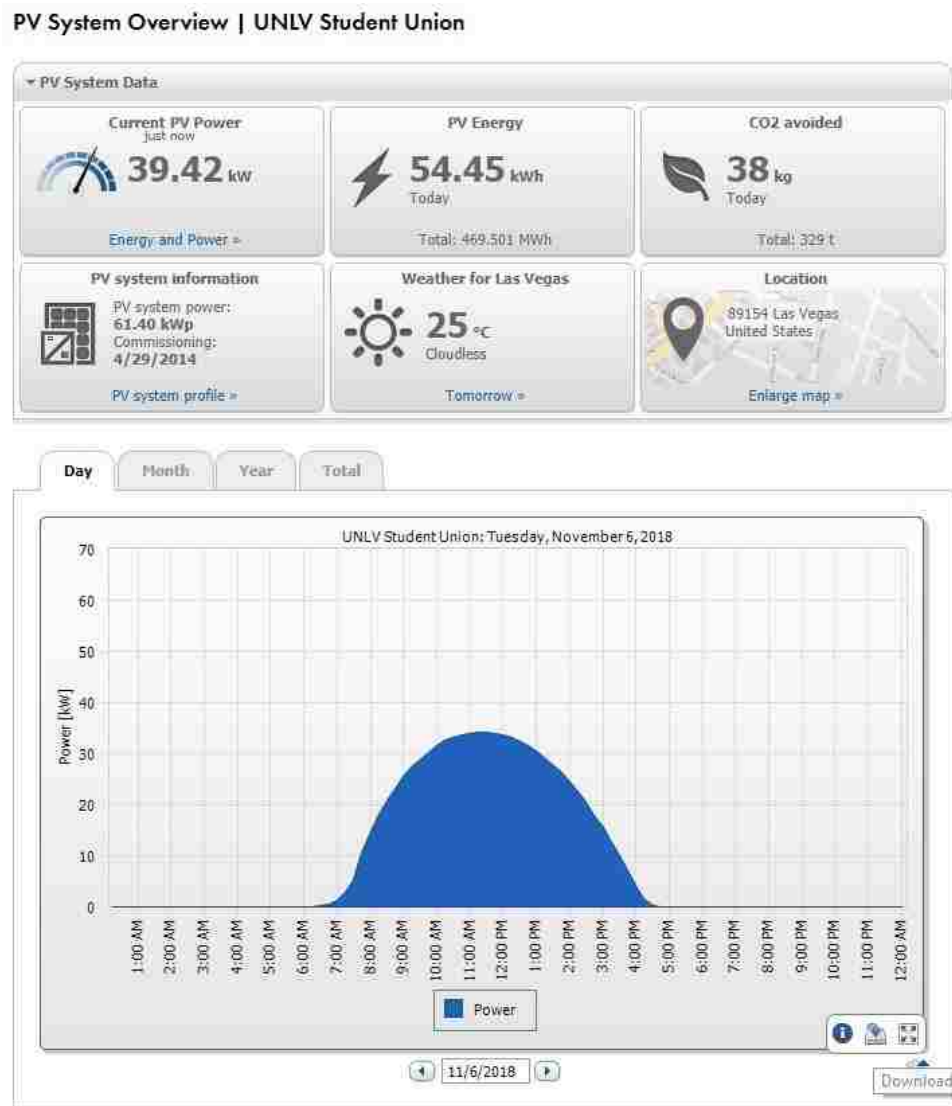 PV System Overview | UNLV Student Union
PV System Data
Current PV Power
just now
39.42 kW
Energy and Power »
PV Energy
54.45 kWh
Today
Total: 469.501 MWh
CO2 avoided
38 kg
Today
Total: 329 t
PV system information
PV system power:
61.40 kWp
Commissioning:
4/29/2014
PV system profile »
Weather for Las Vegas
25 °C
Cloudless
Tomorrow »
Location
89154 Las Vegas
United States
Enlarge map »
Day
Month
Year
Total
UNLV Student Union: Tuesday, November 6, 2018
Power [kW]
70
60
50
40
30
20
10
0
1:00 AM
2:00 AM
3:00 AM
4:00 AM
5:00 AM
6:00 AM
7:00 AM
8:00 AM
9:00 AM
10:00 AM
11:00 AM
12:00 PM
1:00 PM
2:00 PM
3:00 PM
4:00 PM
5:00 PM
6:00 PM
7:00 PM
8:00 PM
9:00 PM
10:00 PM
11:00 PM
12:00 AM
Power
11/6/2018
Download